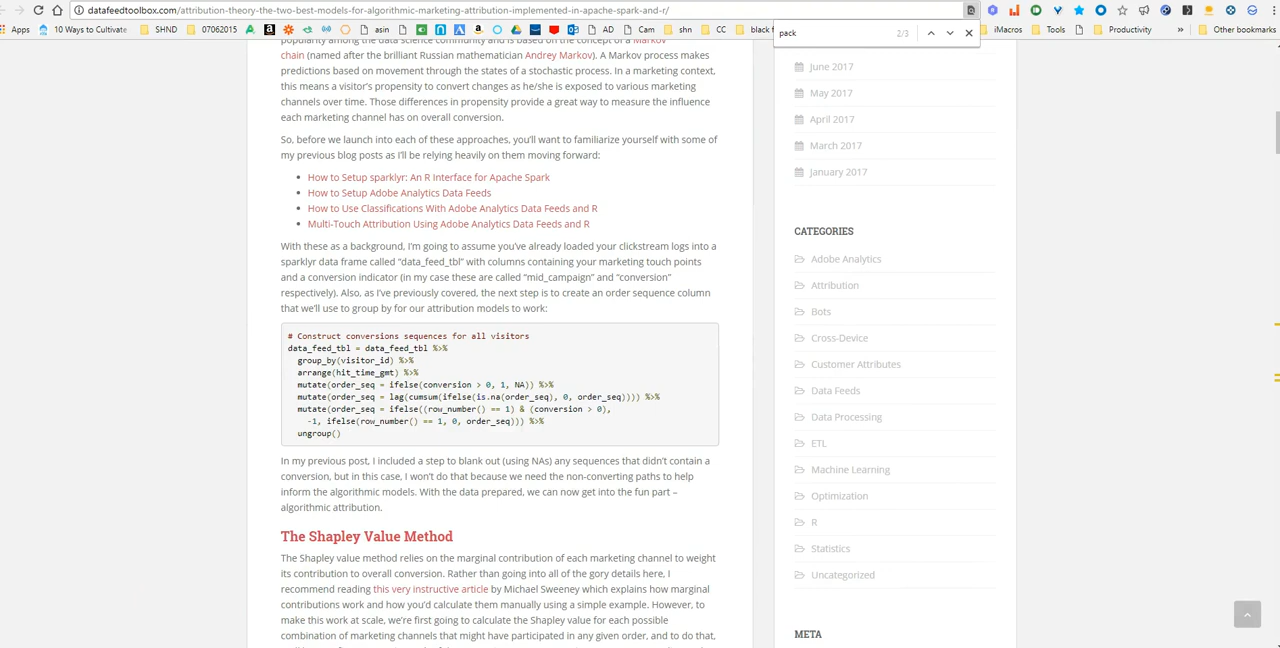 datafeedtoolbox.com/attribution-theory-the-two-best-models-for-algorithmic-marketing-attribution-implemented-in-apache-spark-and-r/
Apps 10 Ways to Cultivate SHND 07062015 asin AD Cam shn CC black f iMacros Tools Productivity » Other bookmarks
pack 2/3
popularity among the data science community and is based on the concept of a Markov
chain (named after the brilliant Russian mathematician Andrey Markov). A Markov process makes
predictions based on movement through the states of a stochastic process. In a marketing context,
this means a visitor's propensity to convert changes as he/she is exposed to various marketing
channels over time. Those differences in propensity provide a great way to measure the influence
each marketing channel has on overall conversion.
So, before we launch into each of these approaches, you'll want to familiarize yourself with some of
my previous blog posts as I'll be relying heavily on them moving forward:
• How to Setup sparklyr: An R Interface for Apache Spark
• How to Setup Adobe Analytics Data Feeds
• How to Use Classifications With Adobe Analytics Data Feeds and R
• Multi-Touch Attribution Using Adobe Analytics Data Feeds and R
With these as a background, I'm going to assume you've already loaded your clickstream logs into a
sparklyr data frame called "data_feed_tbl" with columns containing your marketing touch points
and a conversion indicator (in my case these are called "mid_campaign" and "conversion"
respectively). Also, as I've previously covered, the next step is to create an order sequence column
that we'll use to group by for our attribution models to work:
# Construct conversions sequences for all visitors
data_feed_tbl = data_feed_tbl %>%
group_by(visitor_id) %>%
arrange(hit_time_gmt) %>%
mutate(order_seq = ifelse(conversion > 0, 1, NA)) %>%
mutate(order_seq = lag(cumsum(ifelse(is.na(order_seq), 0, order_seq)))) %>%
mutate(order_seq = ifelse((row_number() == 1) & (conversion > 0),
-1, ifelse(row_number() == 1, 0, order_seq))) %>%
ungroup()
In my previous post, I included a step to blank out (using NAs) any sequences that didn't contain a
conversion, but in this case, I won't do that because we need the non-converting paths to help
inform the algorithmic models. With the data prepared, we can now get into the fun part –
algorithmic attribution.
The Shapley Value Method
The Shapley value method relies on the marginal contribution of each marketing channel to weight
its contribution to overall conversion. Rather than going into all of the gory details here, I
recommend reading this very instructive article by Michael Sweeney which explains how marginal
contributions work and how you'd calculate them manually using a simple example. However, to
make this work at scale, we're first going to calculate the Shapley value for each possible
combination of marketing channels that might have participated in any given order, and to do that,
June 2017
May 2017
April 2017
March 2017
January 2017
CATEGORIES
Adobe Analytics
Attribution
Bots
Cross-Device
Customer Attributes
Data Feeds
Data Processing
ETL
Machine Learning
Optimization
R
Statistics
Uncategorized
META